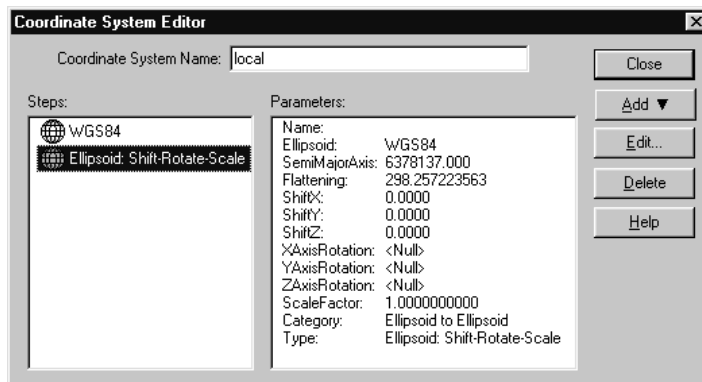 Coordinate System Editor
Coordinate System Name: local
Close
Steps:
Parameters:
Add ▼
WGS84
Ellipsoid: Shift-Rotate-Scale
Name:
Ellipsoid: WGS84
SemiMajorAxis: 6378137.000
Flattening: 298.257223563
ShiftX: 0.0000
ShiftY: 0.0000
ShiftZ: 0.0000
XAxisRotation: <Null>
YAxisRotation: <Null>
ZAxisRotation: <Null>
ScaleFactor: 1.0000000000
Category: Ellipsoid to Ellipsoid
Type: Ellipsoid: Shift-Rotate-Scale
Edit...
Delete
Help